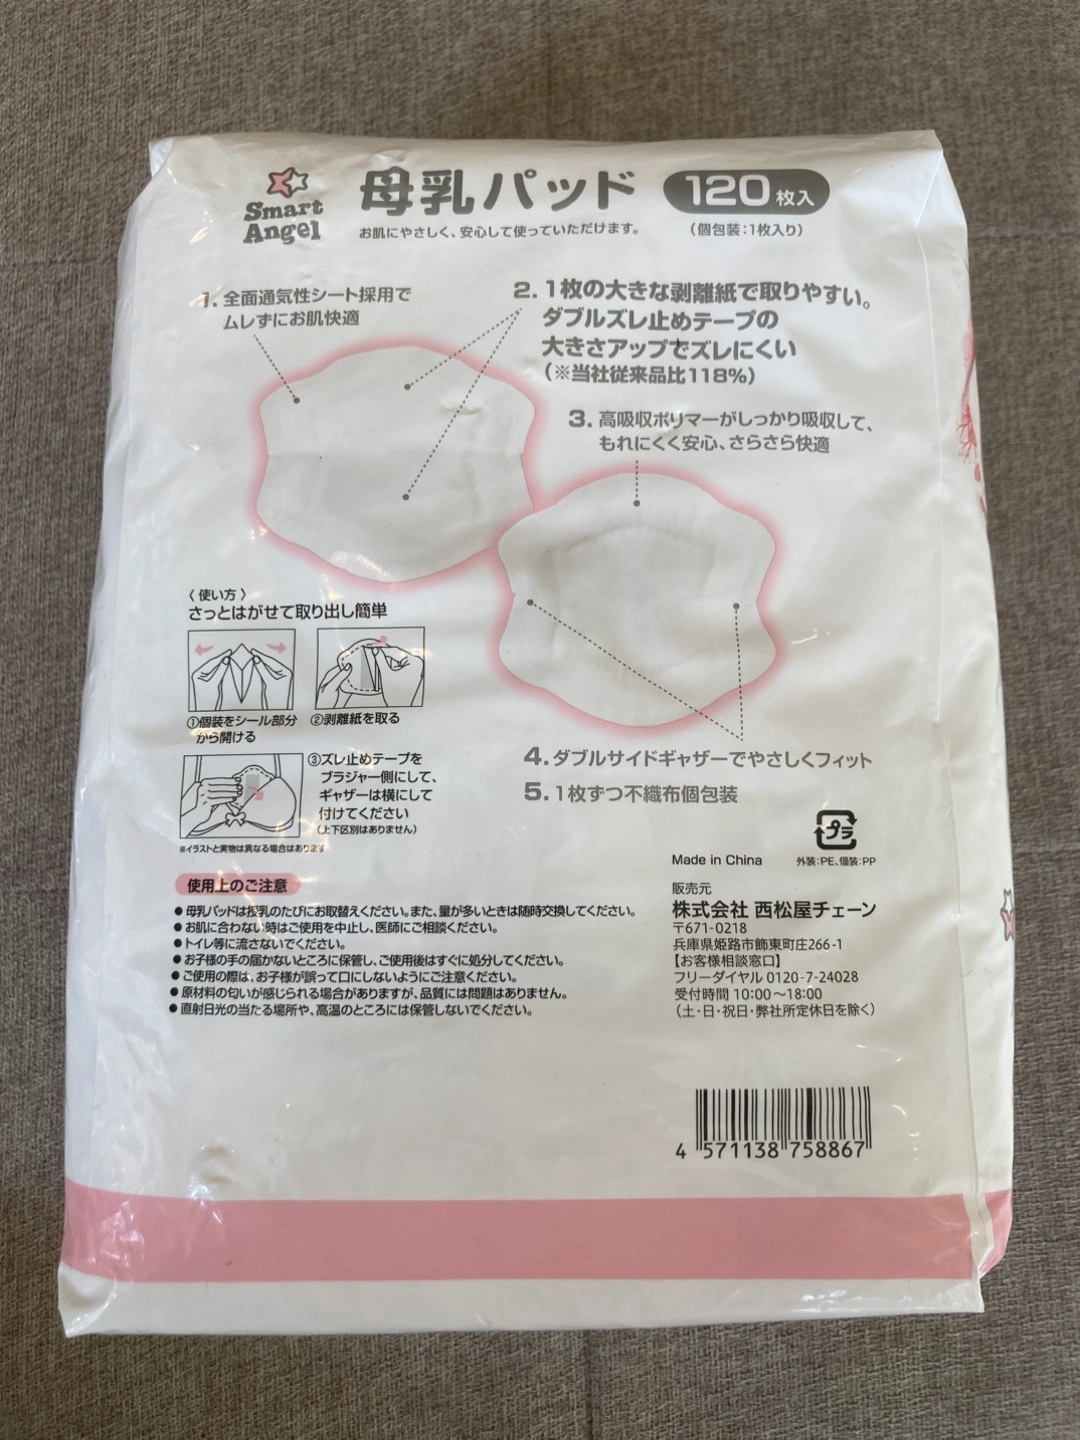 Smart
Angel
母乳パッド
120枚入
お肌にやさしく、安心して使っていただけます。
(個包装:1枚入り)
1. 全面通気性シート採用で
ムレずにお肌快適
2. 1枚の大きな剥離紙で取りやすい。
ダブルズレ止めテープの
大きさアップでズレにくい
(※当社従来品比118%)
3. 高吸収ポリマーがしっかり吸収して、
もれにくく安心、さらさら快適
〈使い方〉
さっとはがせて取り出し簡単
①個装をシール部分
から開ける
②剥離紙を取る
③ズレ止めテープを
ブラジャー側にして、
ギャザーは横にして
付けてください
(上下区別はありません)
※イラストと実物は異なる場合はあります
4. ダブルサイドギャザーでやさしくフィット
5. 1枚ずつ不織布個包装
プラ
Made in China
外装:PE、個装:PP
使用上のご注意
●母乳パッドは授乳のたびにお取替えください。また、量が多いときは随時交換してください。
●お肌に合わない時はご使用を中止し、医師にご相談ください。
●トイレ等に流さないでください。
●お子様の手の届かないところに保管し、ご使用後はすぐに処分してください。
●ご使用の際は、お子様が誤って口にしないようにご注意ください。
●原材料の匂いが感じられる場合がありますが、品質には問題はありません。
●直射日光の当たる場所や、高温のところには保管しないでください。
販売元
株式会社 西松屋チェーン
〒671-0218
兵庫県姫路市飾東町庄266-1
【お客様相談窓口】
フリーダイヤル 0120-7-24028
受付時間 10:00～18:00
(土・日・祝日・弊社所定休日を除く)
4 571138 758867